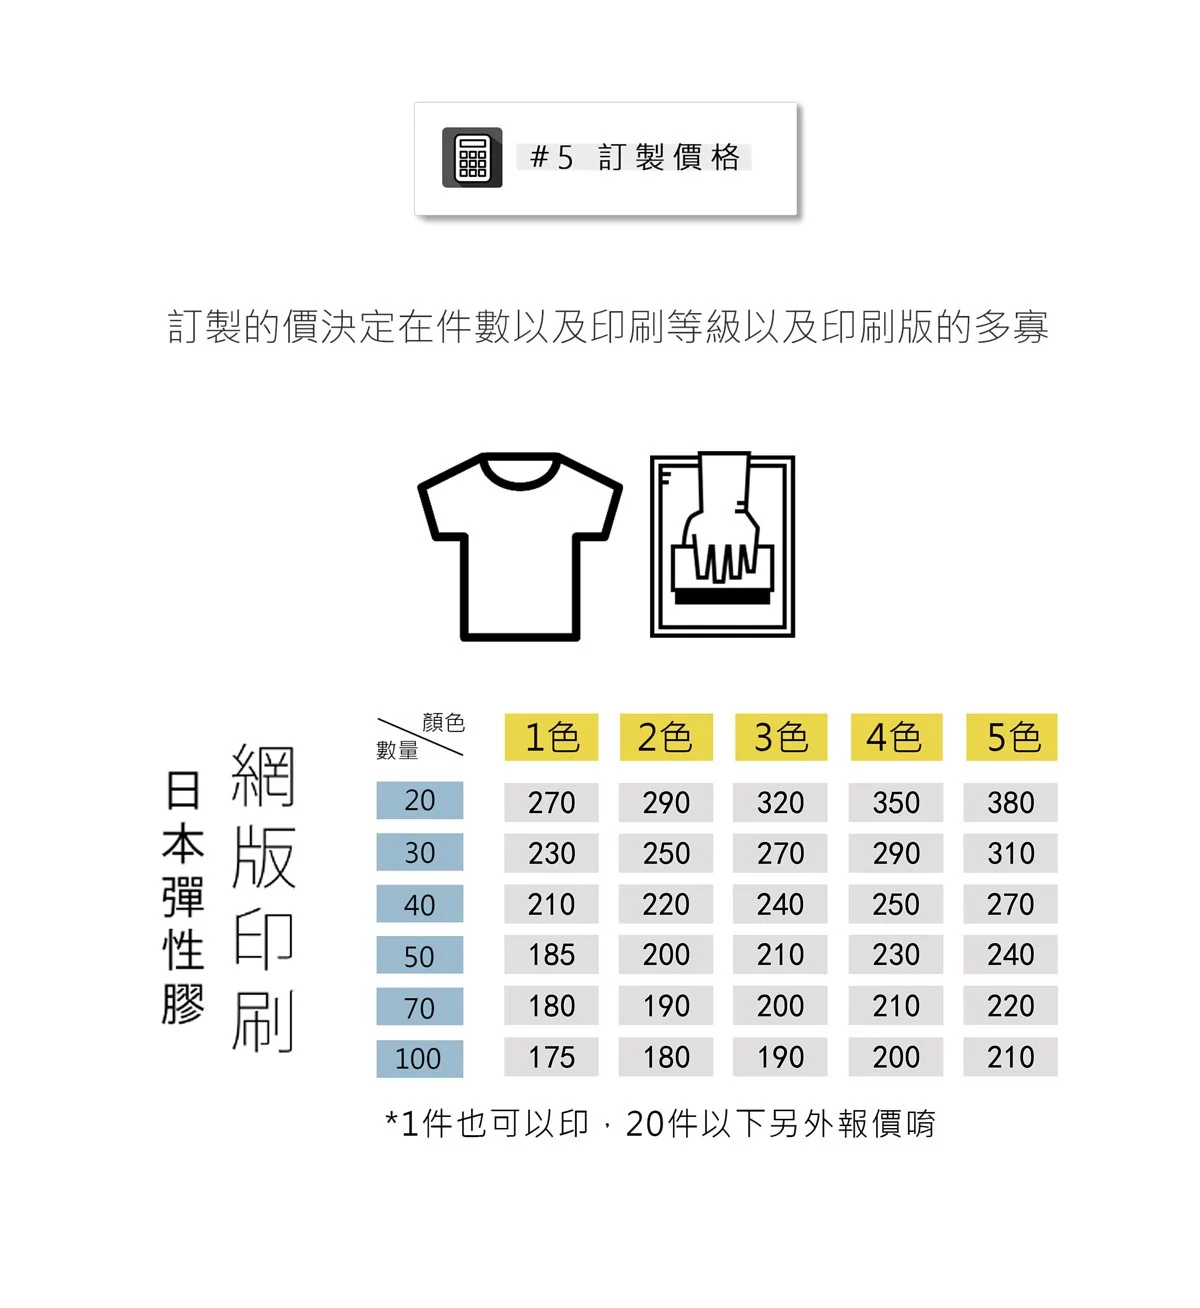 #5 訂製價格
訂製的價決定在件數以及印刷等級以及印刷版的多寡
網版印刷
日本彈性膠
顏色
數量
1色 2色 3色 4色 5色
20 270 290 320 350 380
30 230 250 270 290 310
40 210 220 240 250 270
50 185 200 210 230 240
70 180 190 200 210 220
100 175 180 190 200 210
*1件也可以印，20件以下另外報價唷